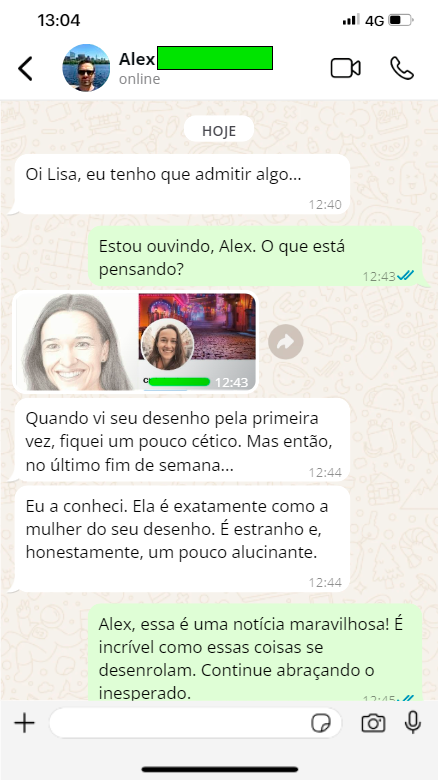 13:04
4G
Alex
online
HOJE
Oi Lisa, eu tenho que admitir algo...
12:40
Estou ouvindo, Alex. O que está
pensando?
12:43
12:43
Quando vi seu desenho pela primeira
vez, fiquei um pouco cético. Mas então,
no último fim de semana...
12:44
Eu a conheci. Ela é exatamente como a
mulher do seu desenho. É estranho e,
honestamente, um pouco alucinante.
12:44
Alex, essa é uma notícia maravilhosa! É
incrível como essas coisas se
desenrolam. Continue abraçando o
inesperado.
12:45